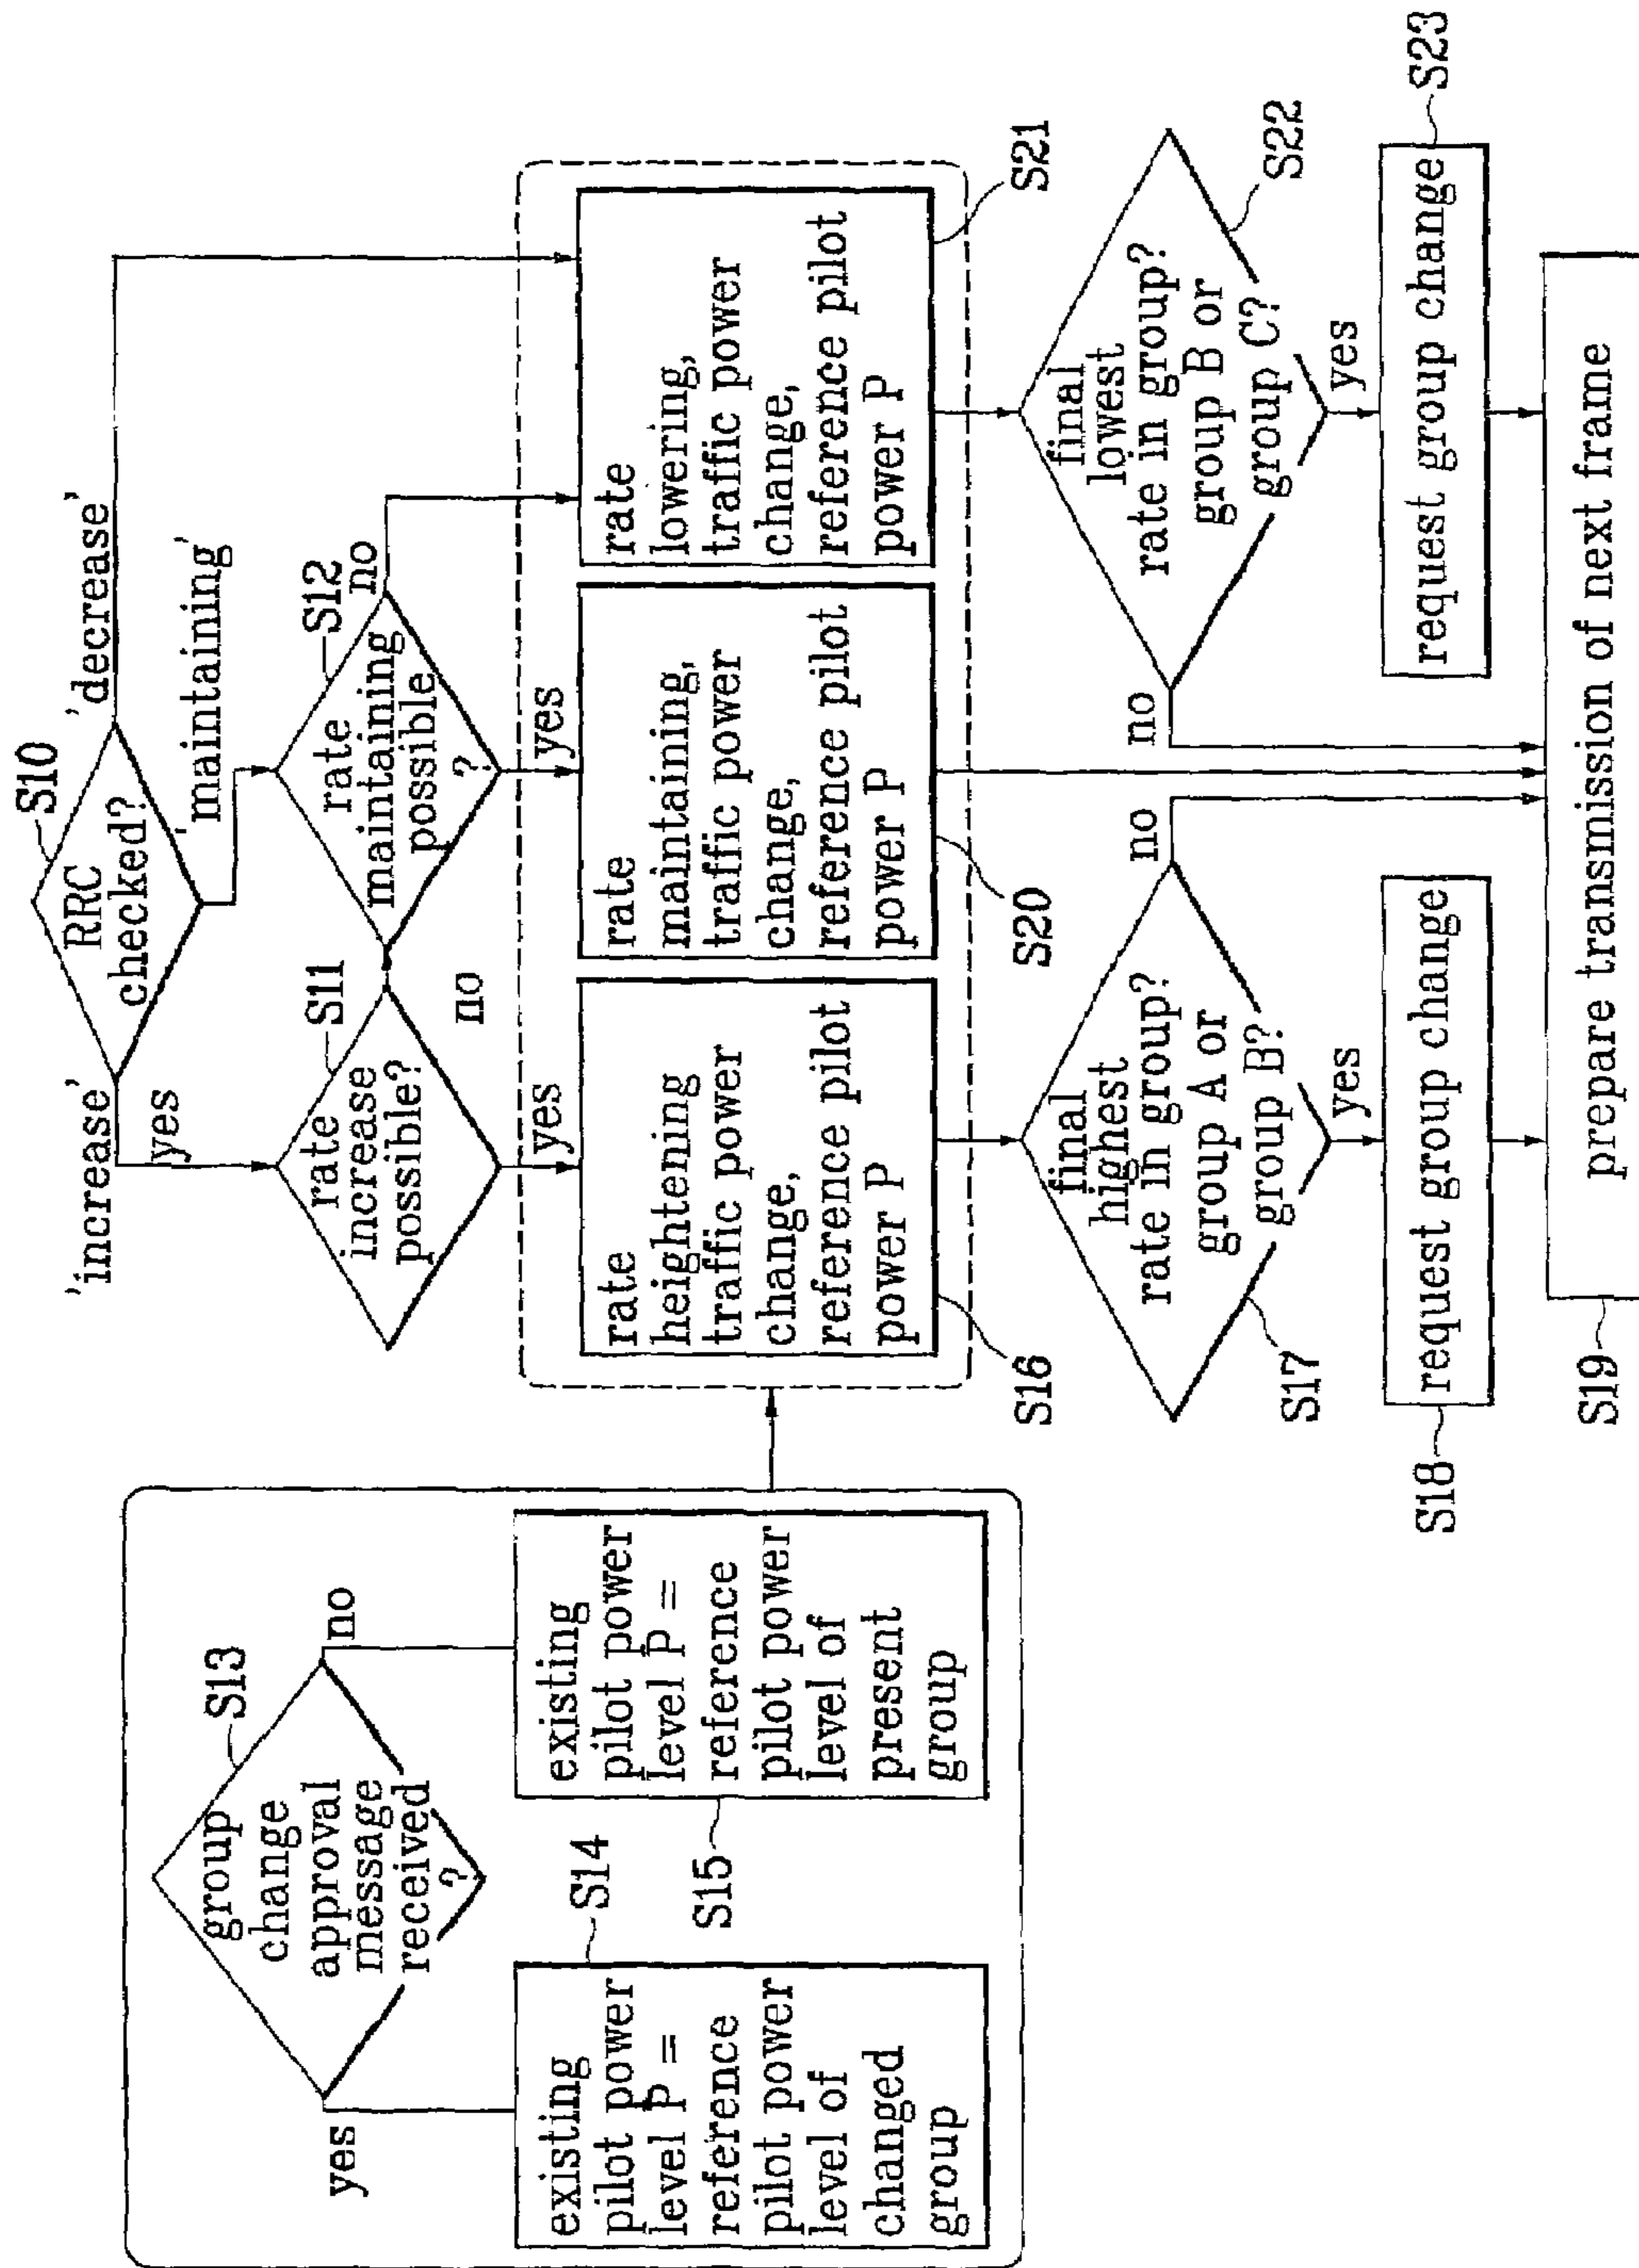 S10
RRC
checked?
'increase'
yes
'decrease'
'maintaining'
S11
rate
increase
possible?
no
yes
S12
rate
maintaining
possible
?
no
yes
S13
group
change
approval
message
received
?
yes
no
S14
existing
pilot power
level P =
reference
pilot power
level of
changed
group
S15
existing
pilot power
level P =
reference
pilot power
level of
present
group
rate
heightening
traffic power
change,
reference pilot
power P
S16
rate
maintaining,
traffic power
change,
reference pilot
power P
S20
rate
lowering,
traffic power
change,
reference pilot
power P
S21
final
highest
rate in group?
group A or
group B?
S17
no
yes
final
lowest
rate in group?
group B or
group C?
S22
no
yes
S18
request group change
request group change
S23
S19
prepare transmission of next frame